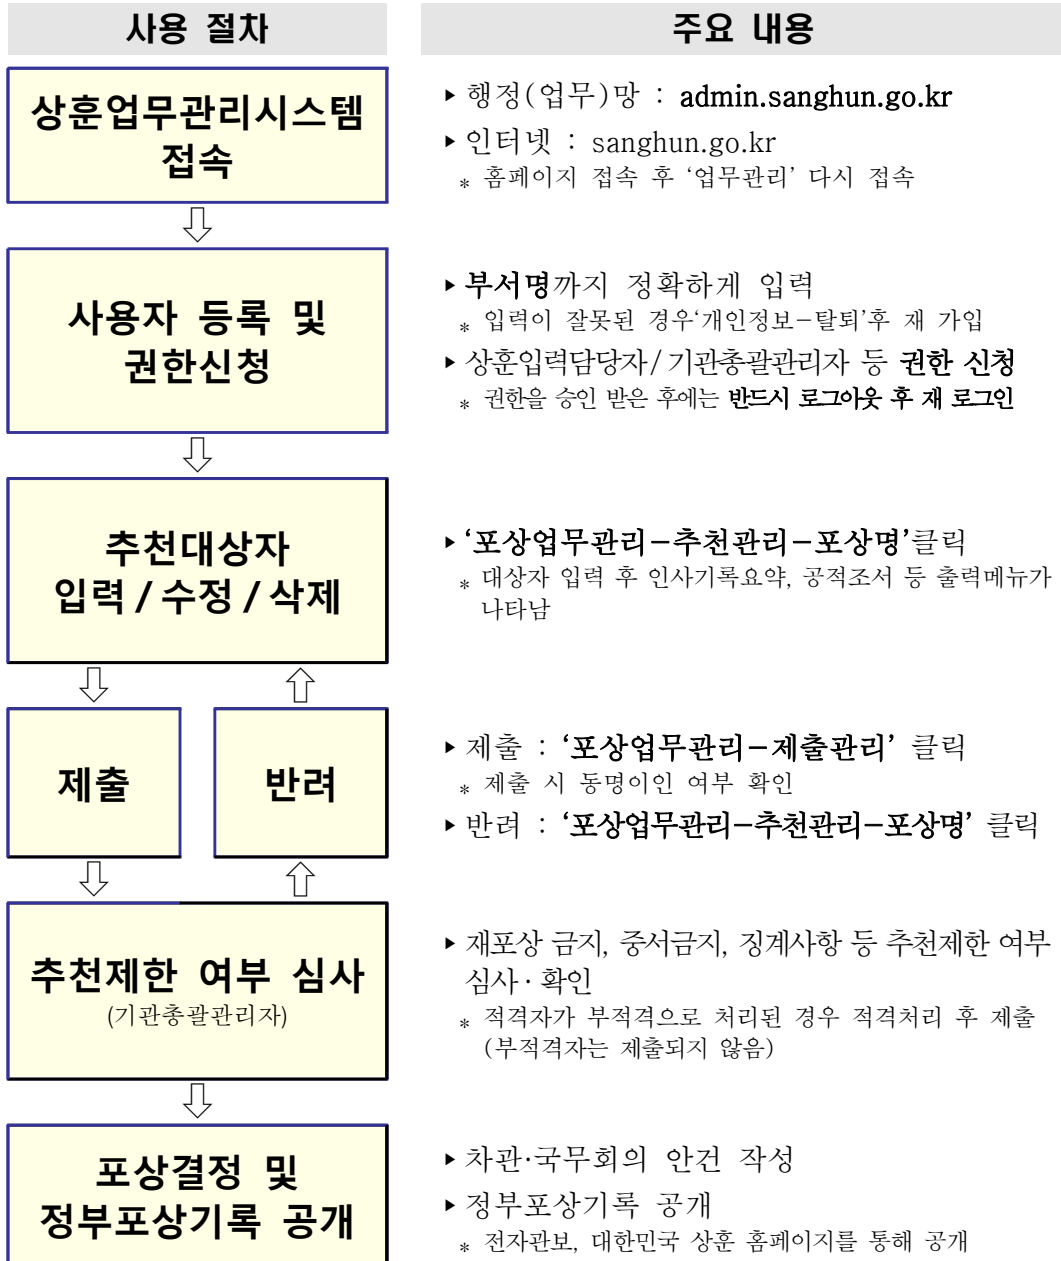 사용 절차
주요 내용
상훈업무관리시스템
접속
▸행정(업무)망 : admin.sanghun.go.kr
▸인터넷 : sanghun.go.kr
* 홈페이지 접속 후 ‘업무관리’ 다시 접속
사용자 등록 및
권한신청
▸부서명까지 정확하게 입력
* 입력이 잘못된 경우‘개인정보-탈퇴’후 재 가입
▸상훈입력담당자/기관총괄관리자 등 권한 신청
* 권한을 승인 받은 후에는 반드시 로그아웃 후 재 로그인
추천대상자
입력 / 수정 / 삭제
▸‘포상업무관리-추천관리-포상명’클릭
* 대상자 입력 후 인사기록요약, 공적조서 등 출력메뉴가
나타남
제출
반려
▸제출 : ‘포상업무관리-제출관리’ 클릭
* 제출 시 동명이인 여부 확인
▸반려 : ‘포상업무관리-추천관리-포상명’ 클릭
추천제한 여부 심사
(기관총괄관리자)
▸재포상 금지, 중서금지, 징계사항 등 추천제한 여부
심사·확인
* 적격자가 부적격으로 처리된 경우 적격처리 후 제출
(부적격자는 제출되지 않음)
포상결정 및
정부포상기록 공개
▸차관·국무회의 안건 작성
▸정부포상기록 공개
* 전자관보, 대한민국 상훈 홈페이지를 통해 공개